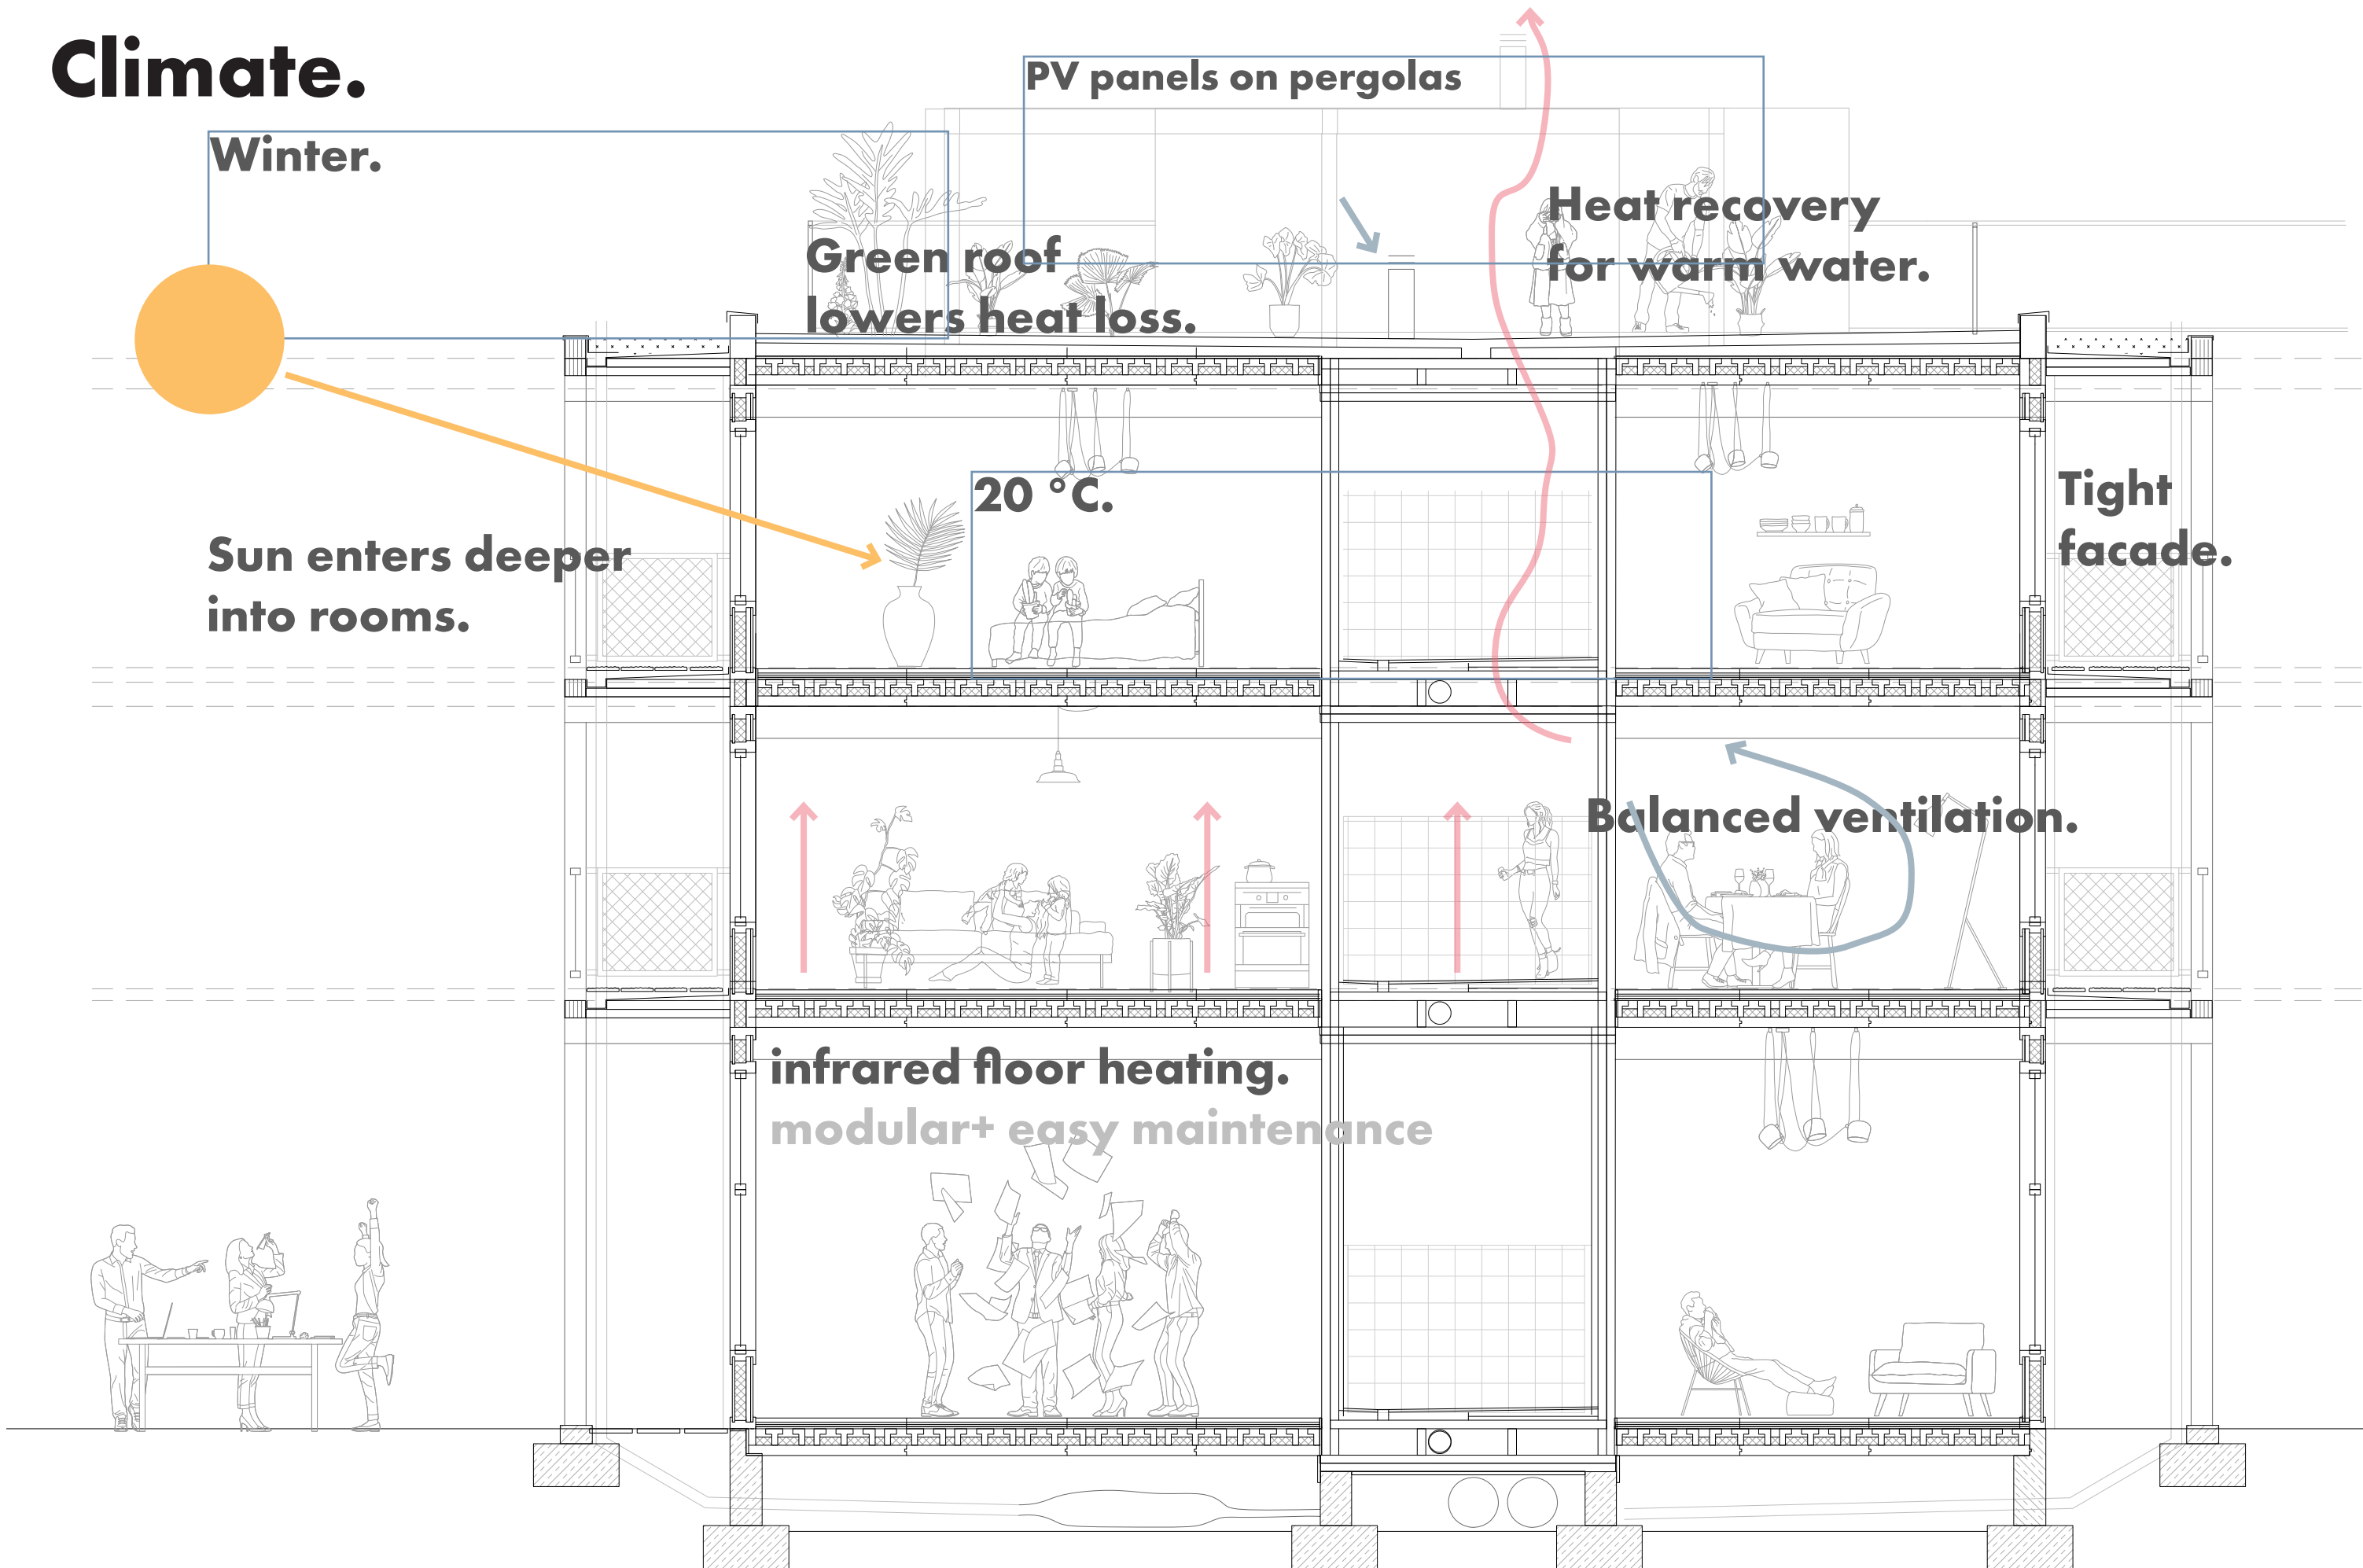 Climate.
PV panels on pergolas
Winter.
Heat recovery
for warm water.
Green roof
lowers heat loss.
20 °C.
Tight
facade.
Sun enters deeper
into rooms.
Balanced ventilation.
infrared floor heating.
modular+ easy maintenance